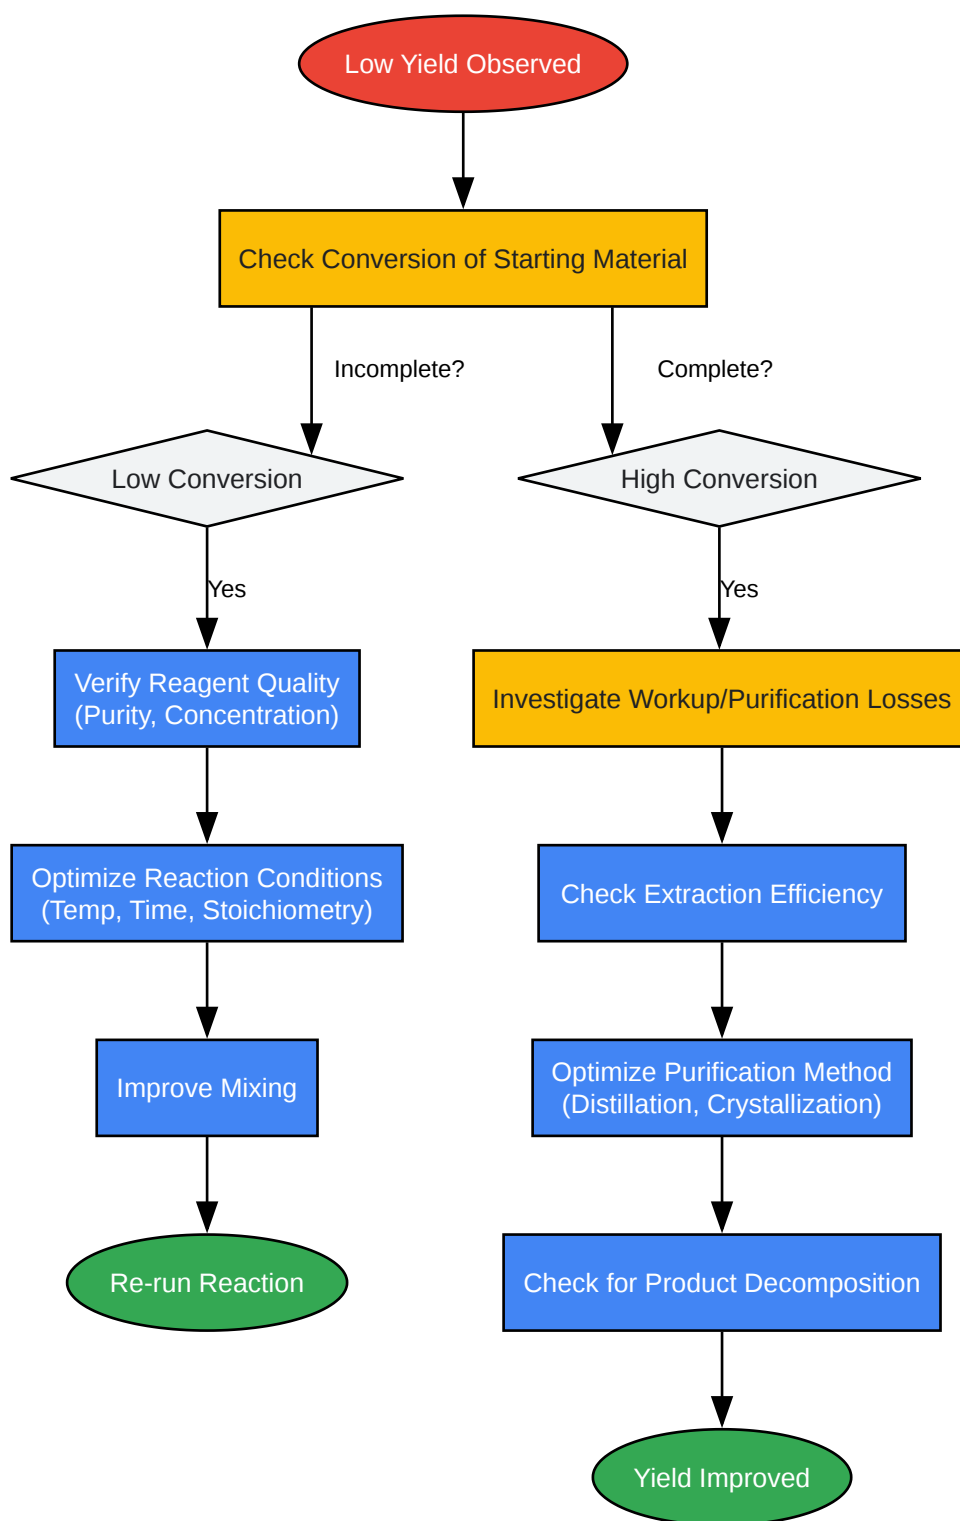 Low Yield Observed
Check Conversion of Starting Material
Incomplete?
Complete?
Low Conversion
High Conversion
Yes
Yes
Verify Reagent Quality
(Purity, Concentration)
Investigate Workup/Purification Losses
Optimize Reaction Conditions
(Temp, Time, Stoichiometry)
Check Extraction Efficiency
Improve Mixing
Optimize Purification Method
(Distillation, Crystallization)
Re-run Reaction
Check for Product Decomposition
Yield Improved